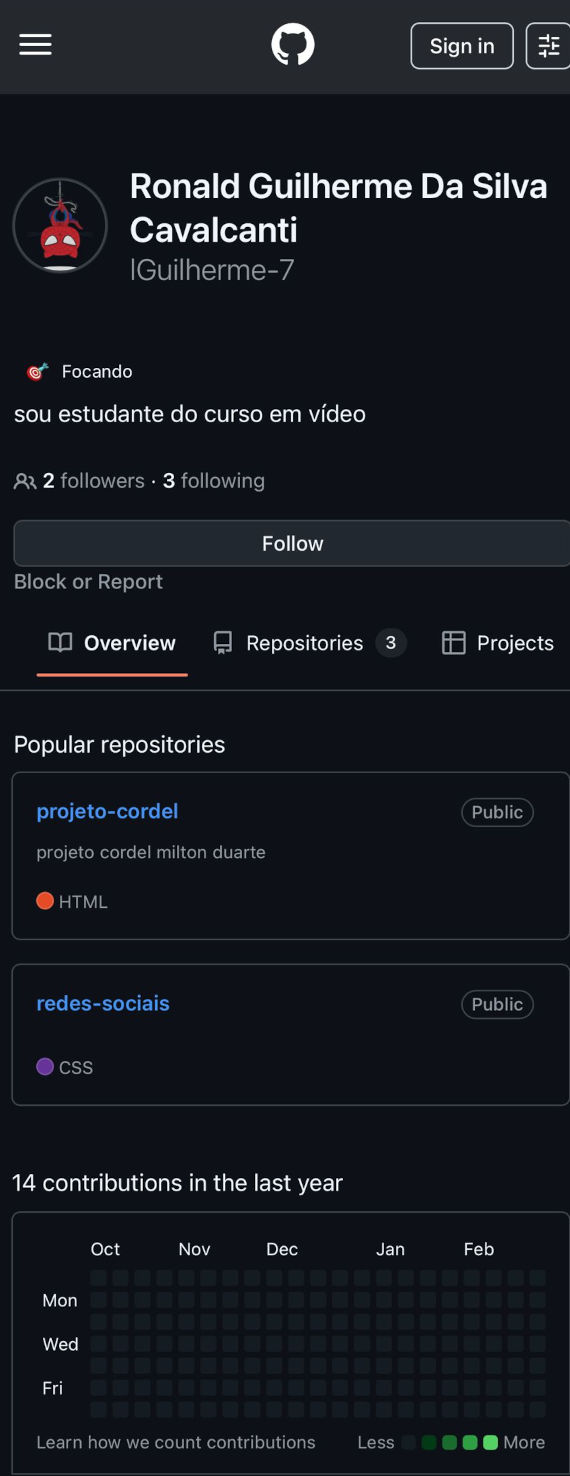 Sign in
Ronald Guilherme Da Silva
Cavalcanti
lGuilherme-7
Focando
sou estudante do curso em vídeo
2 followers · 3 following
Follow
Block or Report
Overview Repositories 3 Projects
Popular repositories
projeto-cordel Public
projeto cordel milton duarte
HTML
redes-sociais Public
CSS
14 contributions in the last year
Oct Nov Dec Jan Feb
Mon
Wed
Fri
Learn how we count contributions Less More